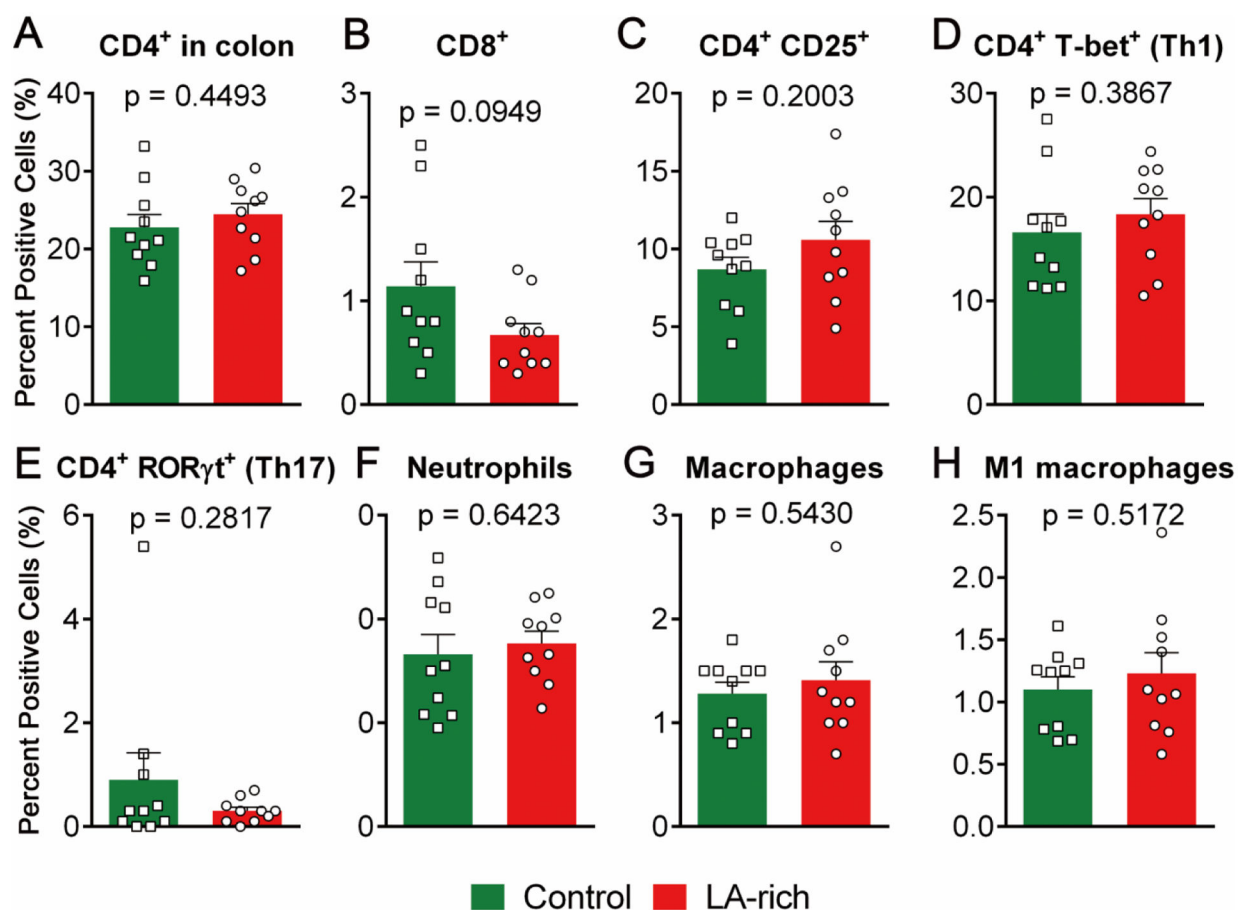 A CD4⁺ in colon
B CD8⁺
C CD4⁺ CD25⁺
D CD4⁺ T-bet⁺ (Th1)
Percent Positive Cells (%)
p = 0.4493
40
30
20
10
0
p = 0.0949
3
2
1
0
p = 0.2003
20
15
10
5
0
p = 0.3867
30
20
10
0
E CD4⁺ RORγt⁺ (Th17)
F Neutrophils
G Macrophages
H M1 macrophages
Percent Positive Cells (%)
p = 0.2817
6
4
2
0
p = 0.6423
0
0
0
0
p = 0.5430
3
2
1
0
p = 0.5172
2.5
2.0
1.5
1.0
0.5
0.0
Control LA-rich